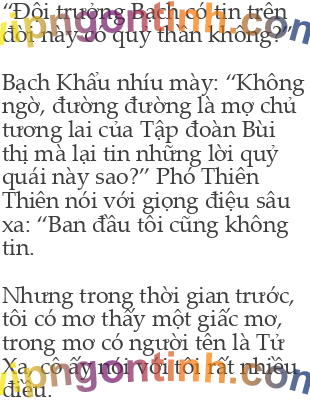 “Đội trưởng Bạch có tin trên
đời này có quỷ thần không?”
vipngontinh.com
Bạch Khẩu nhíu mày: “Không
ngờ, đường đường là mợ chủ
tương lai của Tập đoàn Bùi
thị mà lại tin những lời quỷ
quái này sao?” Phó Thiên
Thiên nói với giọng điệu sâu
xa: “Ban đầu tôi cũng không
tin.
Nhưng trong thời gian trước,
tôi có mơ thấy một giấc mơ,
trong mơ có người tên là Tử
Xa, cô ấy nói với tôi rất nhiều
điều.
vipngontinh.com